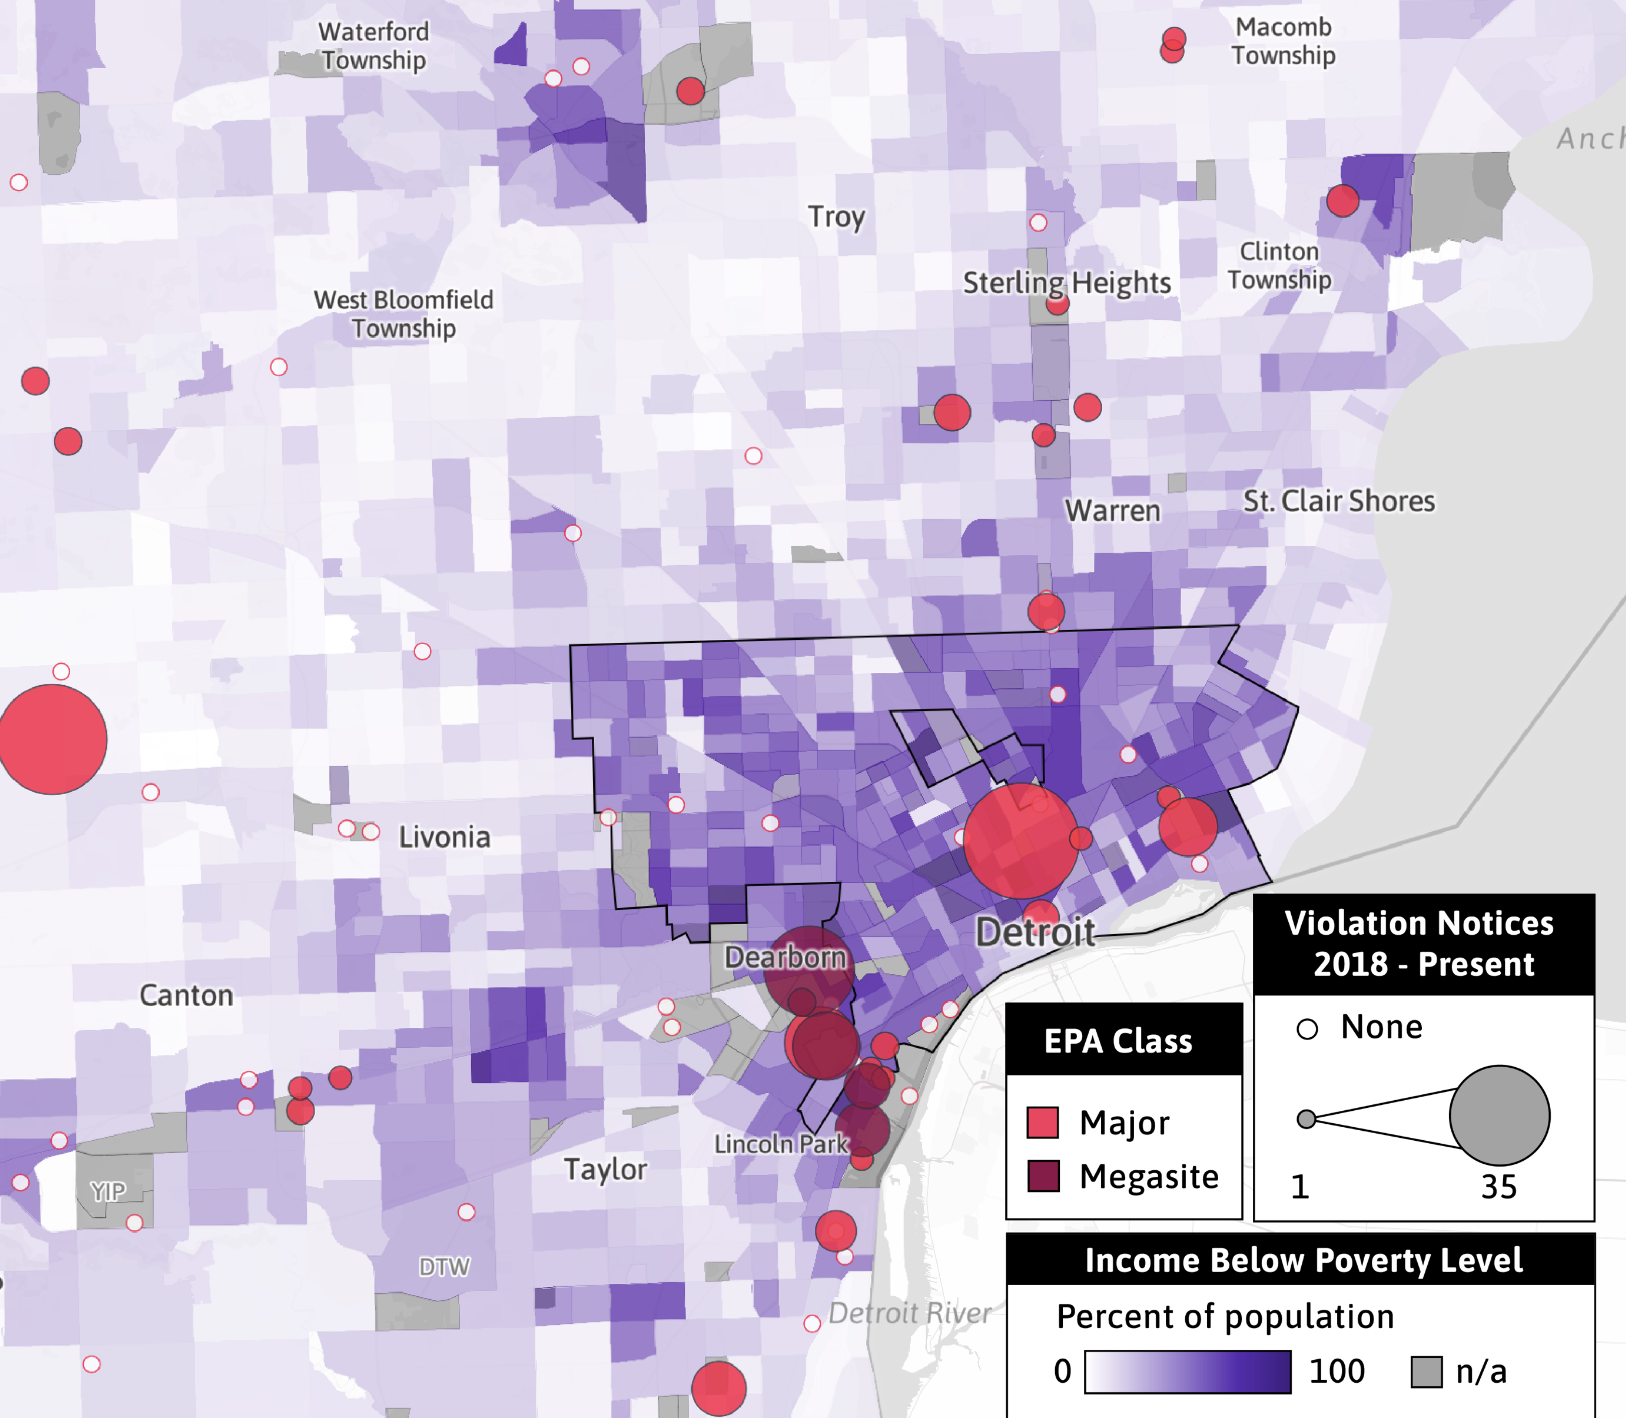 Waterford
Township
Macomb
Township
Anch
Troy
Clinton
Township
Sterling Heights
West Bloomfield
Township
Warren
St. Clair Shores
Livonia
Detroit
Dearborn
Canton
Lincoln Park
Taylor
YIP
DTW
Detroit River
Violation Notices
2018 - Present
None
1
35
EPA Class
Major
Megasite
Income Below Poverty Level
Percent of population
0
100
n/a